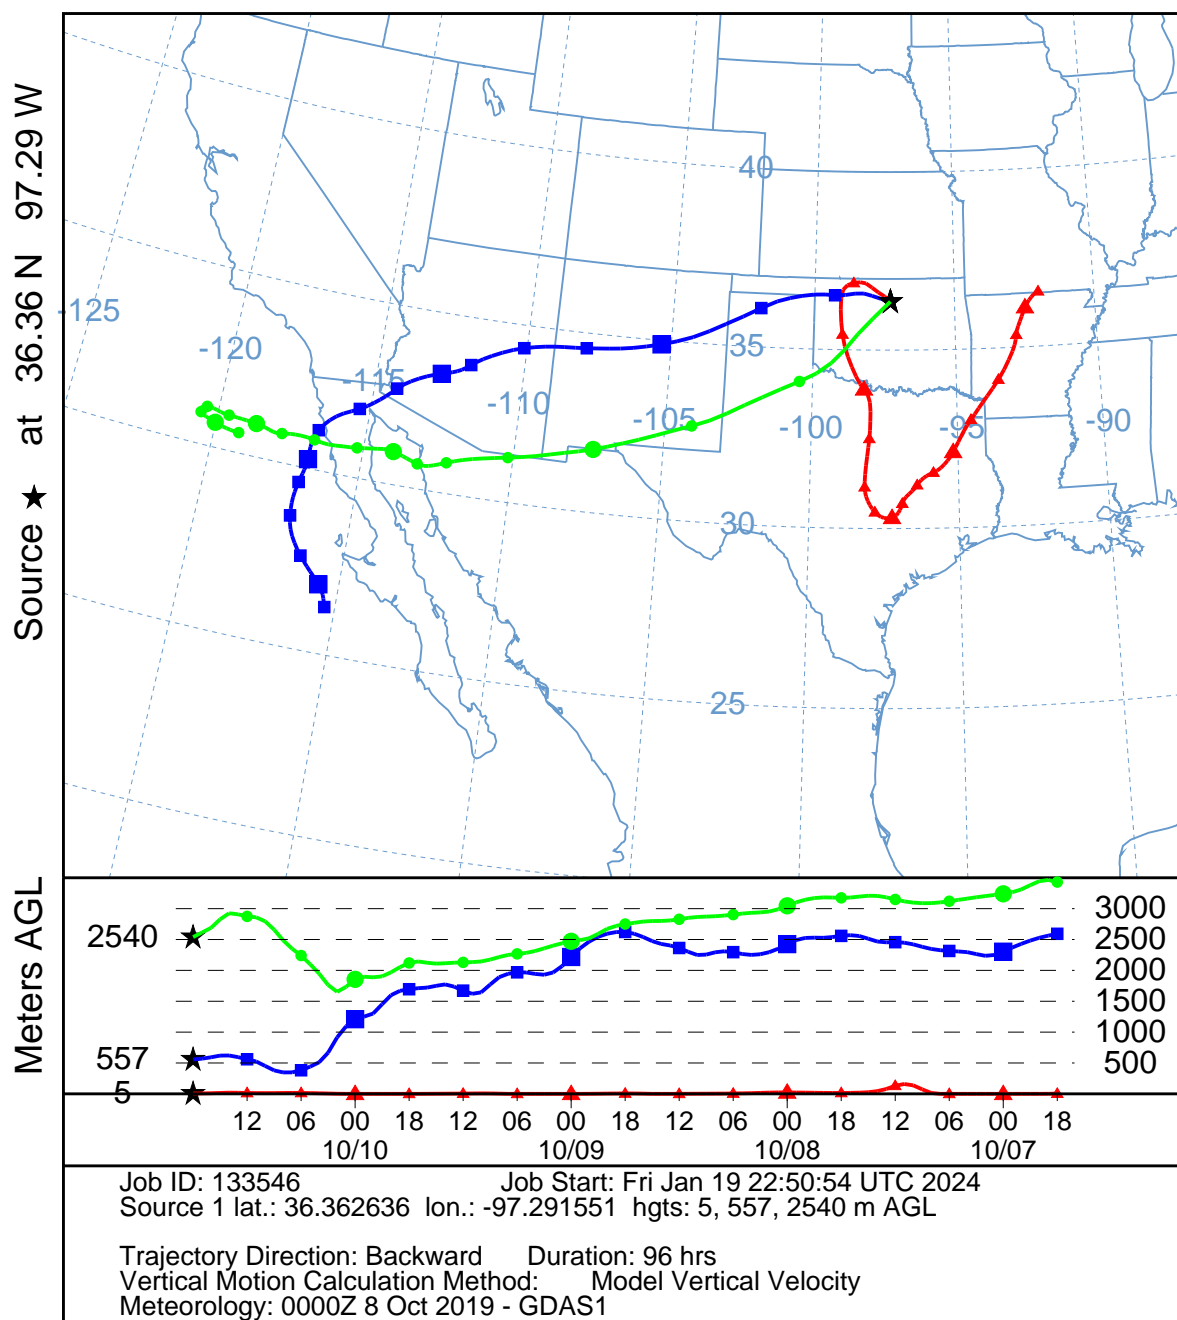 Source ★ at 36.36 N 97.29 W
40
-125
-120
35
-115
-110
-105
-100
-95
-90
30
25
Meters AGL
3000
2540
2500
2000
1500
1000
557
500
5
12 06 00 18 12 06 00 18 12 06 00 18 12 06 00 18
10/10 10/09 10/08 10/07
Job ID: 133546 Job Start: Fri Jan 19 22:50:54 UTC 2024
Source 1 lat.: 36.362636 lon.: -97.291551 hgts: 5, 557, 2540 m AGL
Trajectory Direction: Backward Duration: 96 hrs
Vertical Motion Calculation Method: Model Vertical Velocity
Meteorology: 0000Z 8 Oct 2019 - GDAS1